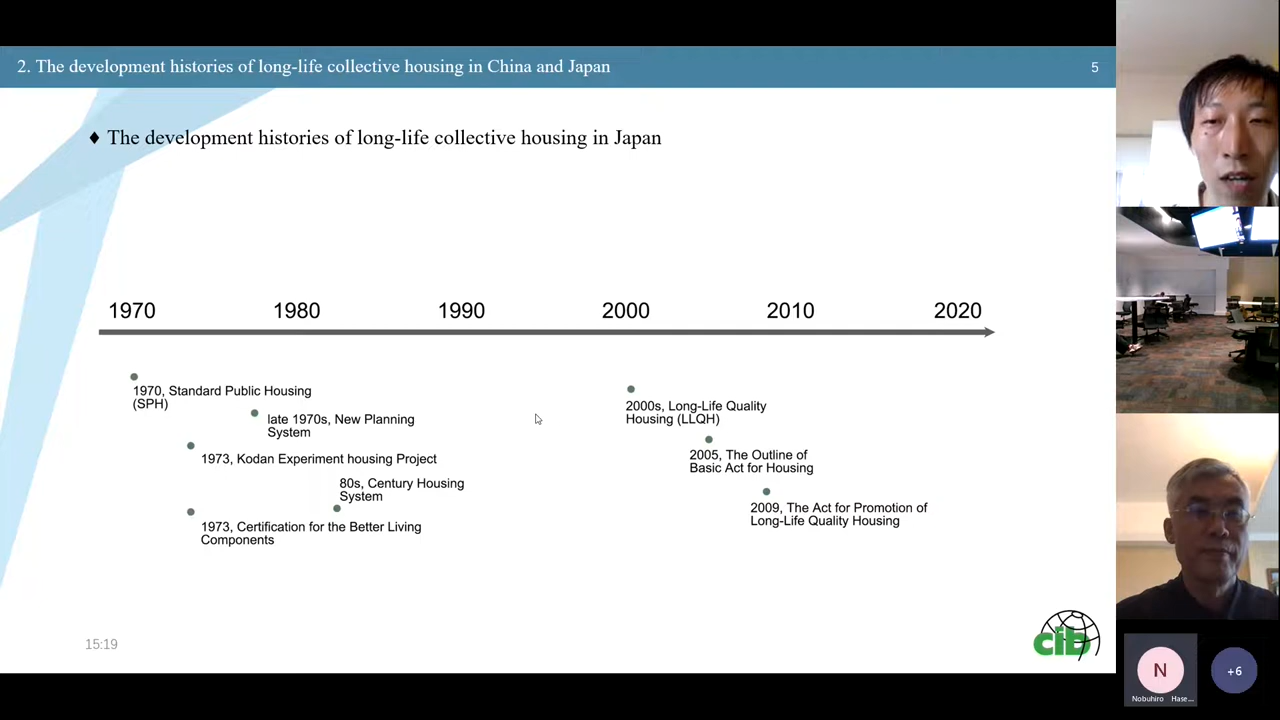 2. The development histories of long-life collective housing in China and Japan
5
♦ The development histories of long-life collective housing in Japan
1970 1980 1990 2000 2010 2020
1970, Standard Public Housing
(SPH)
late 1970s, New Planning
System
1973, Kodan Experiment housing Project
80s, Century Housing
System
1973, Certification for the Better Living
Components
2000s, Long-Life Quality
Housing (LLQH)
2005, The Outline of
Basic Act for Housing
2009, The Act for Promotion of
Long-Life Quality Housing
15:19
cib
N
Nobuhiro Hase...
+6